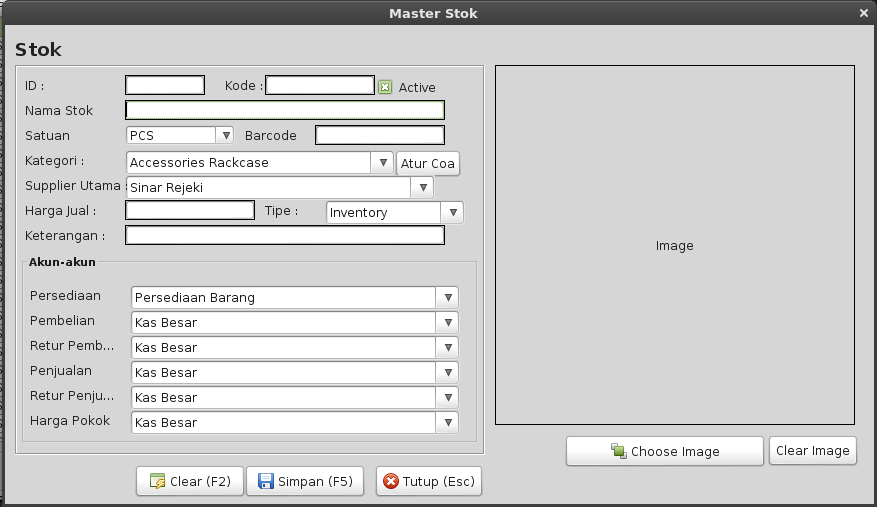 Master Stok
Stok
ID : Kode : Active
Nama Stok
Satuan PCS Barcode
Kategori : Accessories Rackcase Atur Coa
Supplier Utama : Sinar Rejeki
Harga Jual : Tipe : Inventory
Keterangan :
Akun-akun
Persediaan Persediaan Barang
Pembelian Kas Besar
Retur Pemb... Kas Besar
Penjualan Kas Besar
Retur Penju... Kas Besar
Harga Pokok Kas Besar
Clear (F2) Simpan (F5) Tutup (Esc)
Image
Choose Image Clear Image